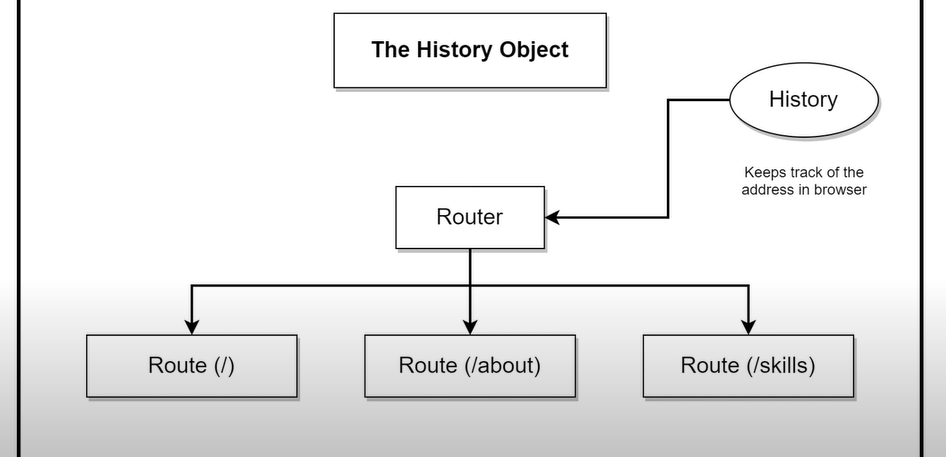 The History Object
History
Keeps track of the
address in browser
Router
Route (/)
Route (/about)
Route (/skills)